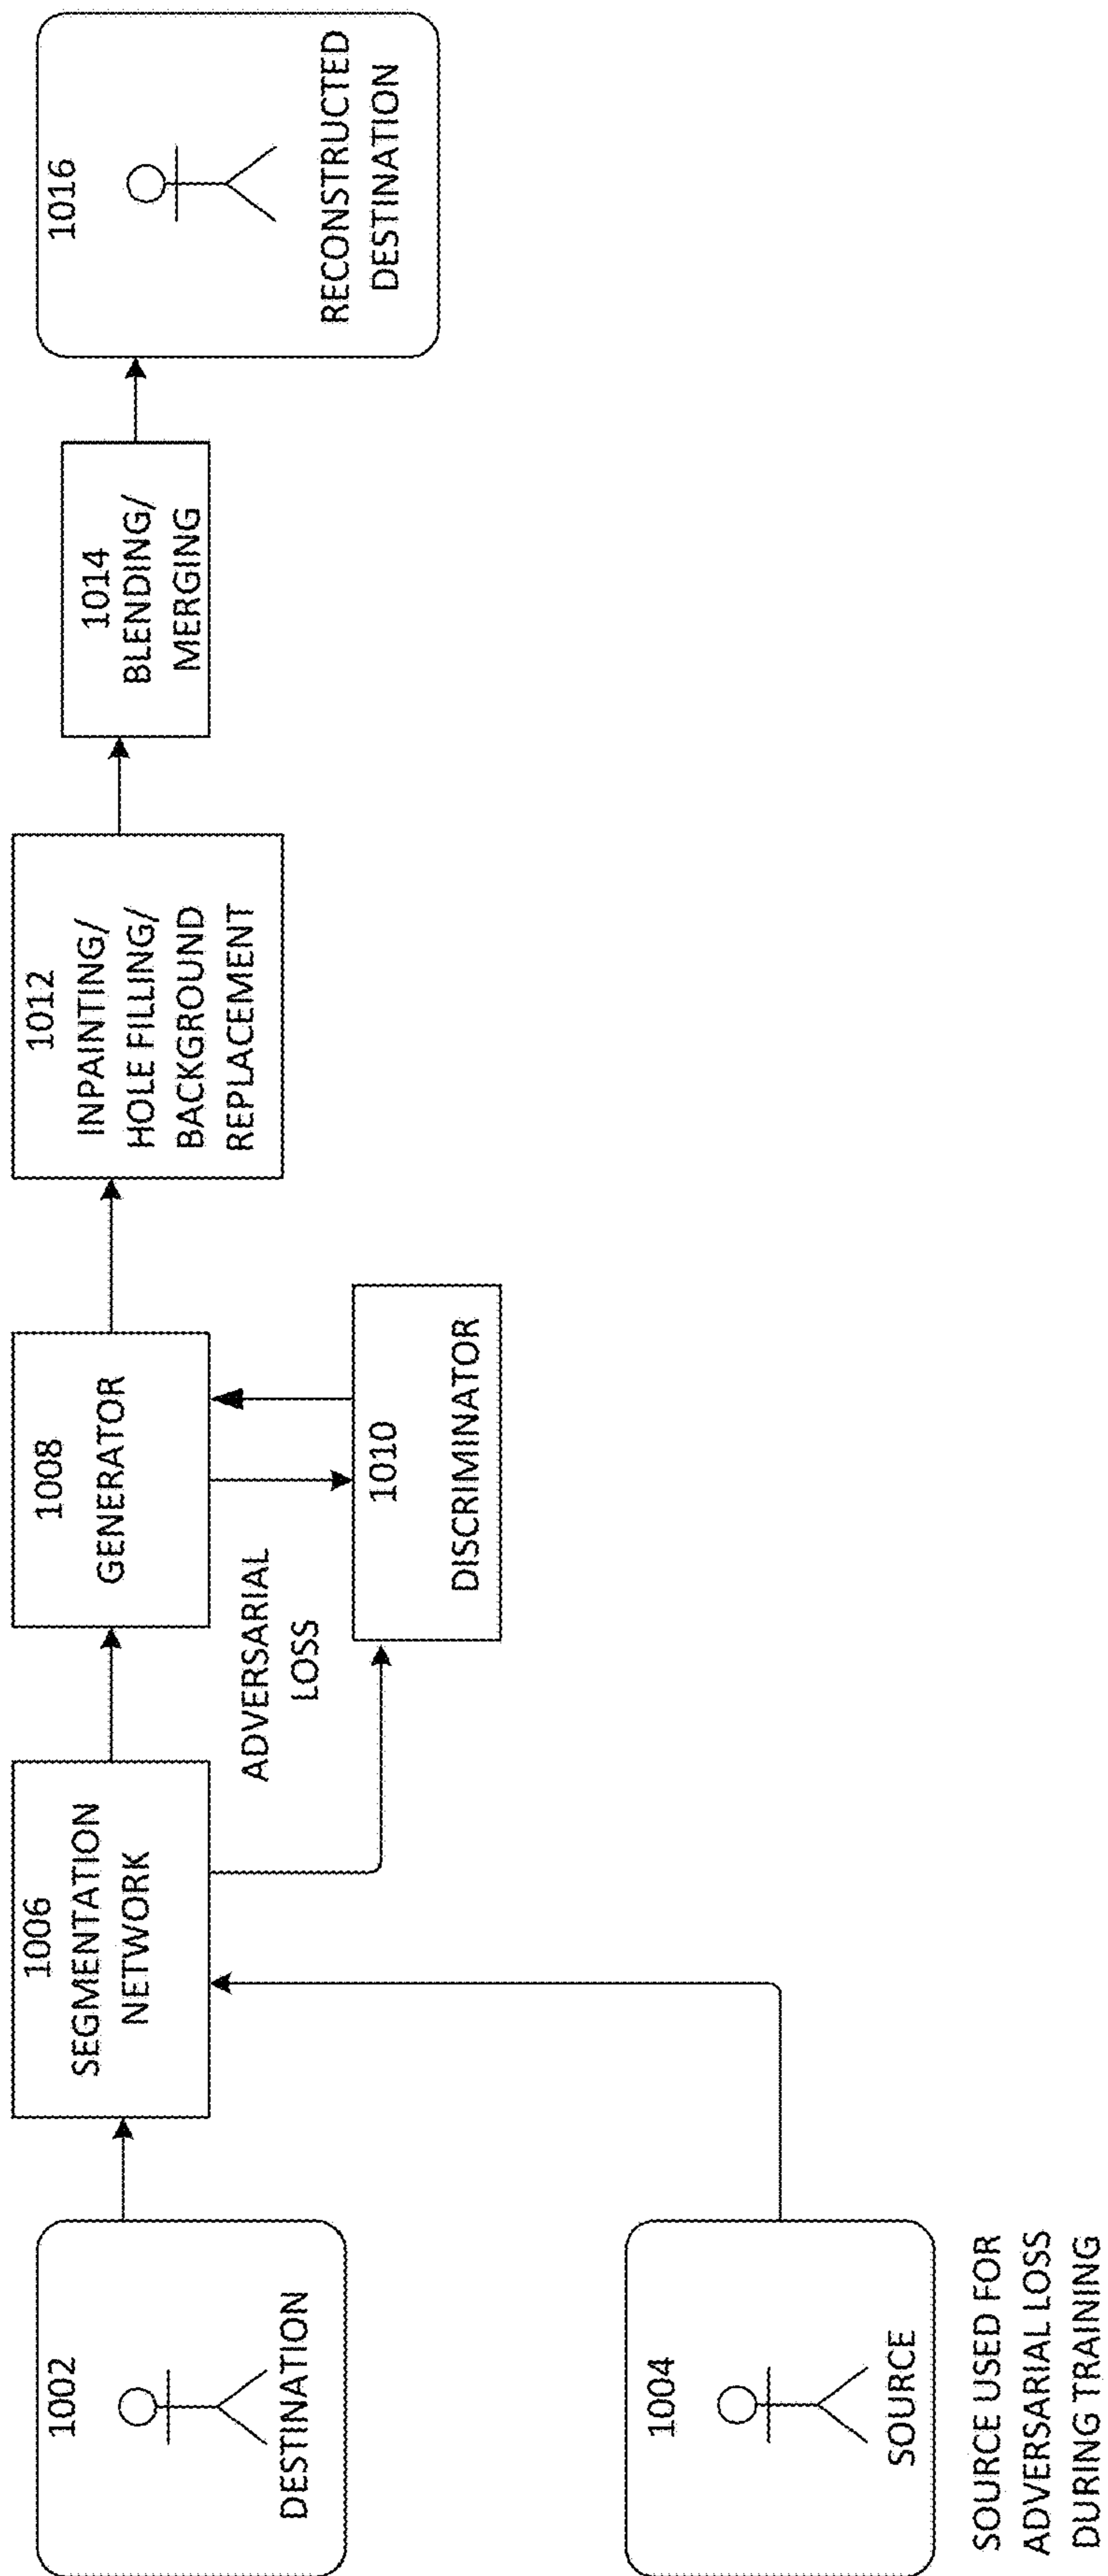 1002
DESTINATION
1004
SOURCE
SOURCE USED FOR
ADVERSARIAL LOSS
DURING TRAINING
1006
SEGMENTATION
NETWORK
ADVERSARIAL
LOSS
1008
GENERATOR
1010
DISCRIMINATOR
1012
INPAINTING/
HOLE FILLING/
BACKGROUND
REPLACEMENT
1014
BLENDING/
MERGING
1016
RECONSTRUCTED
DESTINATION